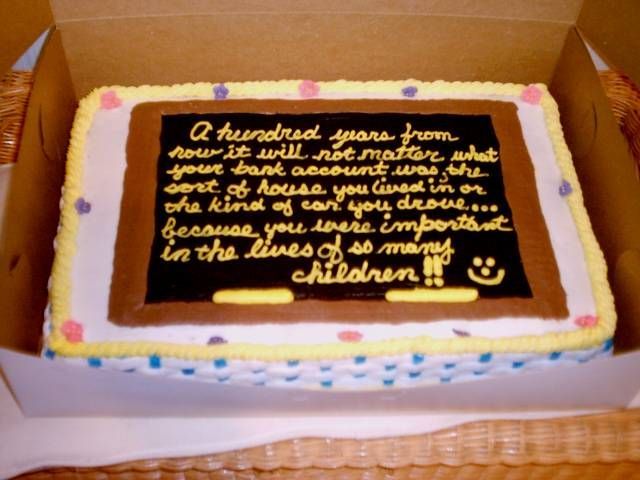 A hundred years from
now it will not matter what
your bank account was, the
sort of house you lived in or
the kind of car you drove...
because you were important
in the lives of so many
children!!